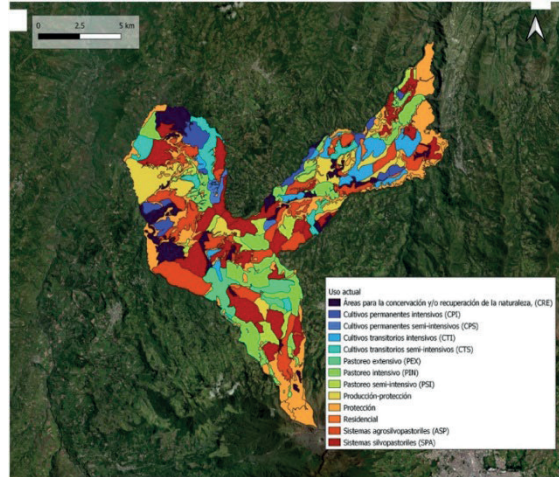 0 2.5 5 km
Uso actual
Áreas para la concervación y/o recuperación de la naturaleza, (CRE)
Cultivos permanentes intensivos (CPI)
Cultivos permanentes semi-intensivos (CPS)
Cultivos transitorios intensivos (CTI)
Cultivos transitorios semi-intensivos (CTS)
Pastoreo extensivo (PEX)
Pastoreo intensivo (PIN)
Pastoreo semi-intensivo (PSI)
Producción-protección
Protección
Residencial
Sistemas agrosilvopastoriles (ASP)
Sistemas silvopastoriles (SPA)